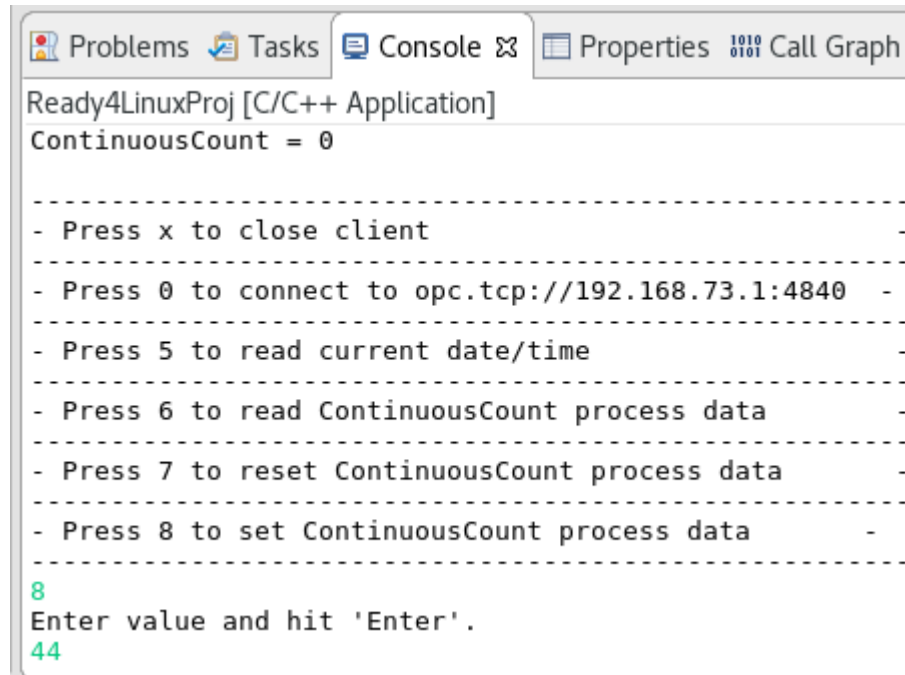 Problems Tasks Console Properties Call Graph
Ready4LinuxProj [C/C++ Application]
ContinuousCount = 0
-------------------------------------------------------
- Press x to close client -
-------------------------------------------------------
- Press 0 to connect to opc.tcp://192.168.73.1:4840 -
-------------------------------------------------------
- Press 5 to read current date/time -
-------------------------------------------------------
- Press 6 to read ContinuousCount process data -
-------------------------------------------------------
- Press 7 to reset ContinuousCount process data -
-------------------------------------------------------
- Press 8 to set ContinuousCount process data -
-------------------------------------------------------
8
Enter value and hit 'Enter'.
44